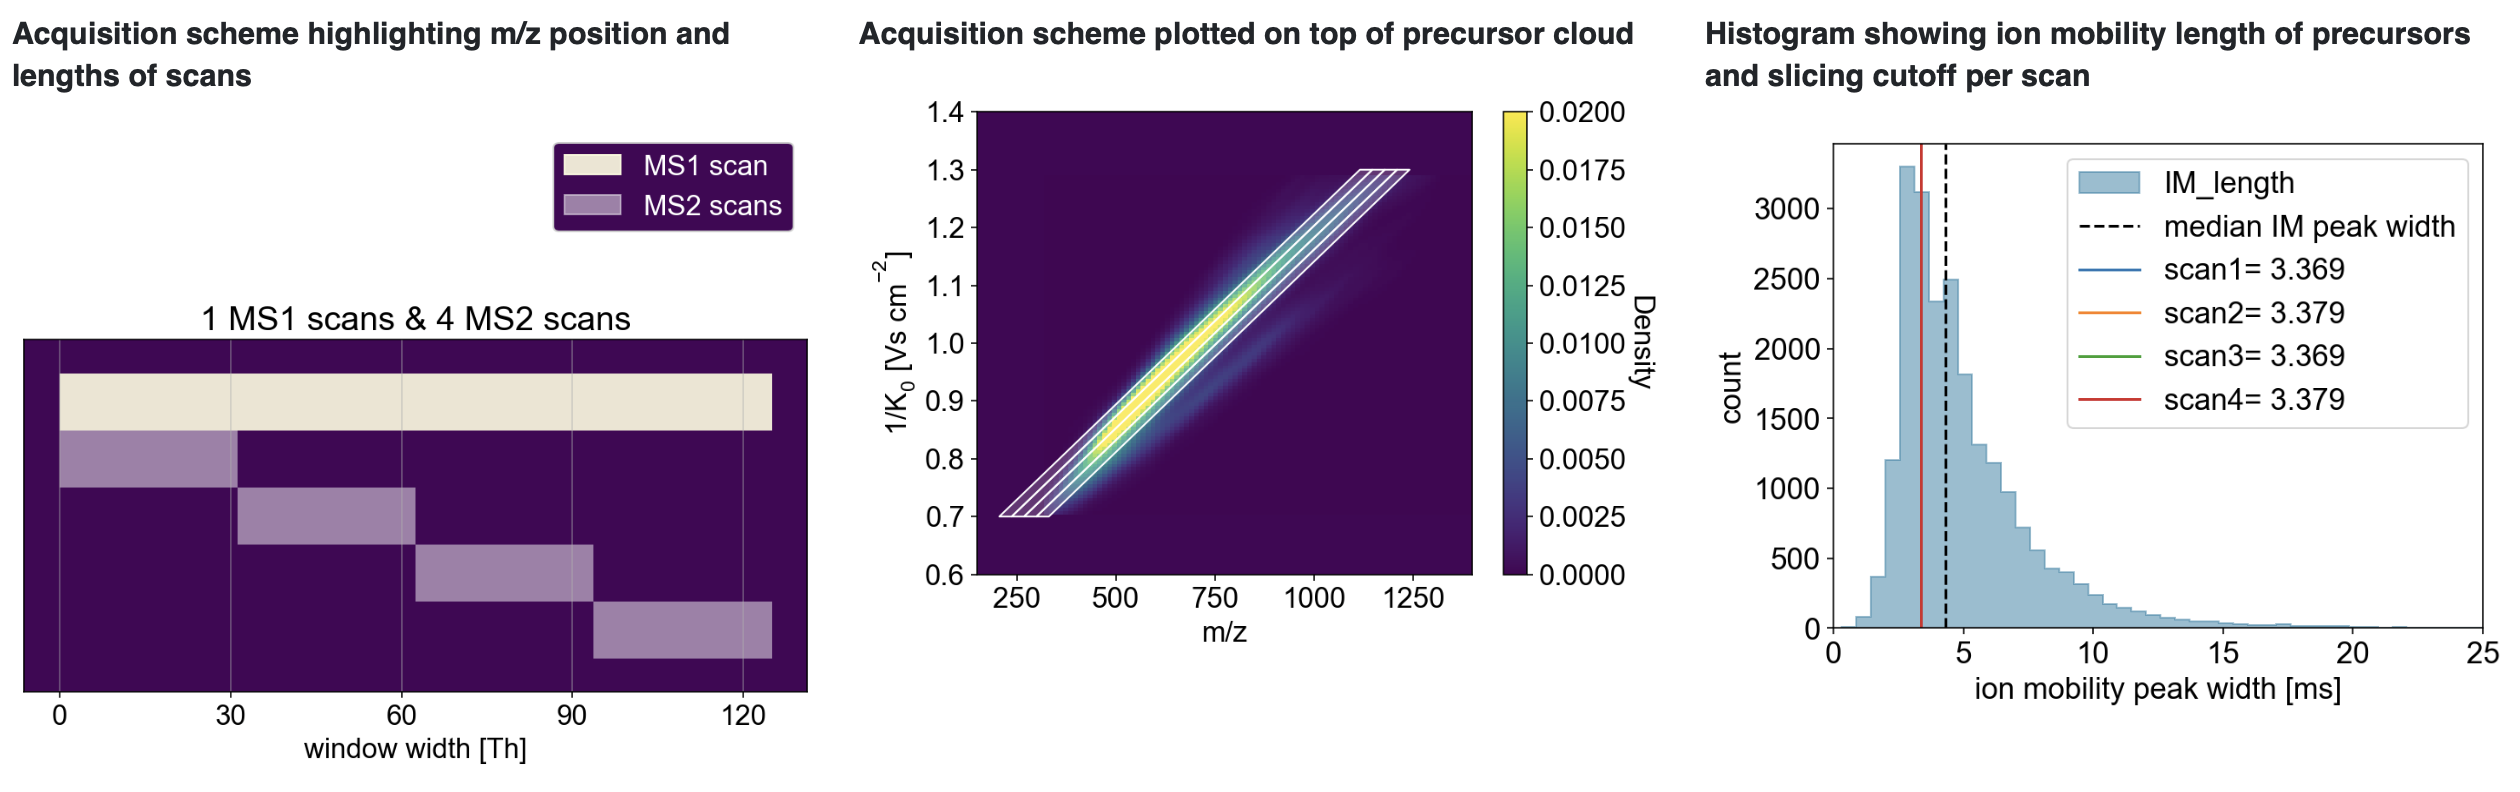 Acquisition scheme highlighting m/z position and
lengths of scans
MS1 scan
MS2 scans
1 MS1 scans & 4 MS2 scans
0 30 60 90 120
window width [Th]
Acquisition scheme plotted on top of precursor cloud
1.4
1.3
1.2
1.1
1.0
0.9
0.8
0.7
0.6
1/K₀ [Vs cm⁻²]
250 500 750 1000 1250
m/z
0.0200
0.0175
0.0150
0.0125
0.0100
0.0075
0.0050
0.0025
0.0000
Density
Histogram showing ion mobility length of precursors
and slicing cutoff per scan
IM_length
median IM peak width
scan1= 3.369
scan2= 3.379
scan3= 3.369
scan4= 3.379
3000
2500
2000
1500
1000
500
0
count
0 5 10 15 20 25
ion mobility peak width [ms]